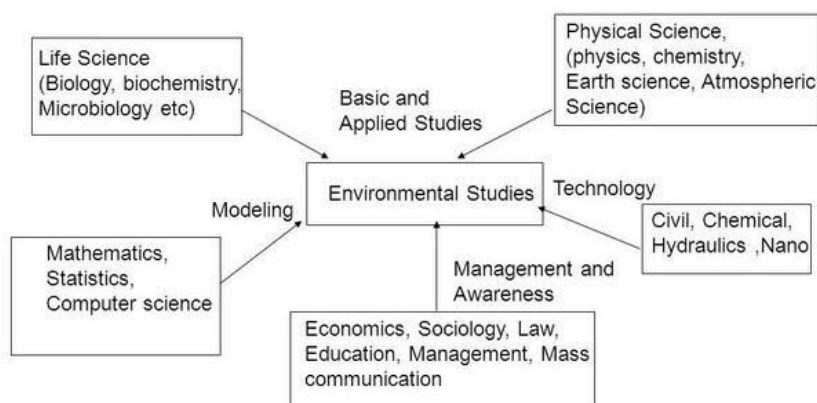 Life Science
(Biology, biochemistry,
Microbiology etc)
Physical Science,
(physics, chemistry,
Earth science, Atmospheric
Science)
Basic and
Applied Studies
Environmental Studies
Technology
Modeling
Civil, Chemical,
Hydraulics ,Nano
Mathematics,
Statistics,
Computer science
Management and
Awareness
Economics, Sociology, Law,
Education, Management, Mass
communication